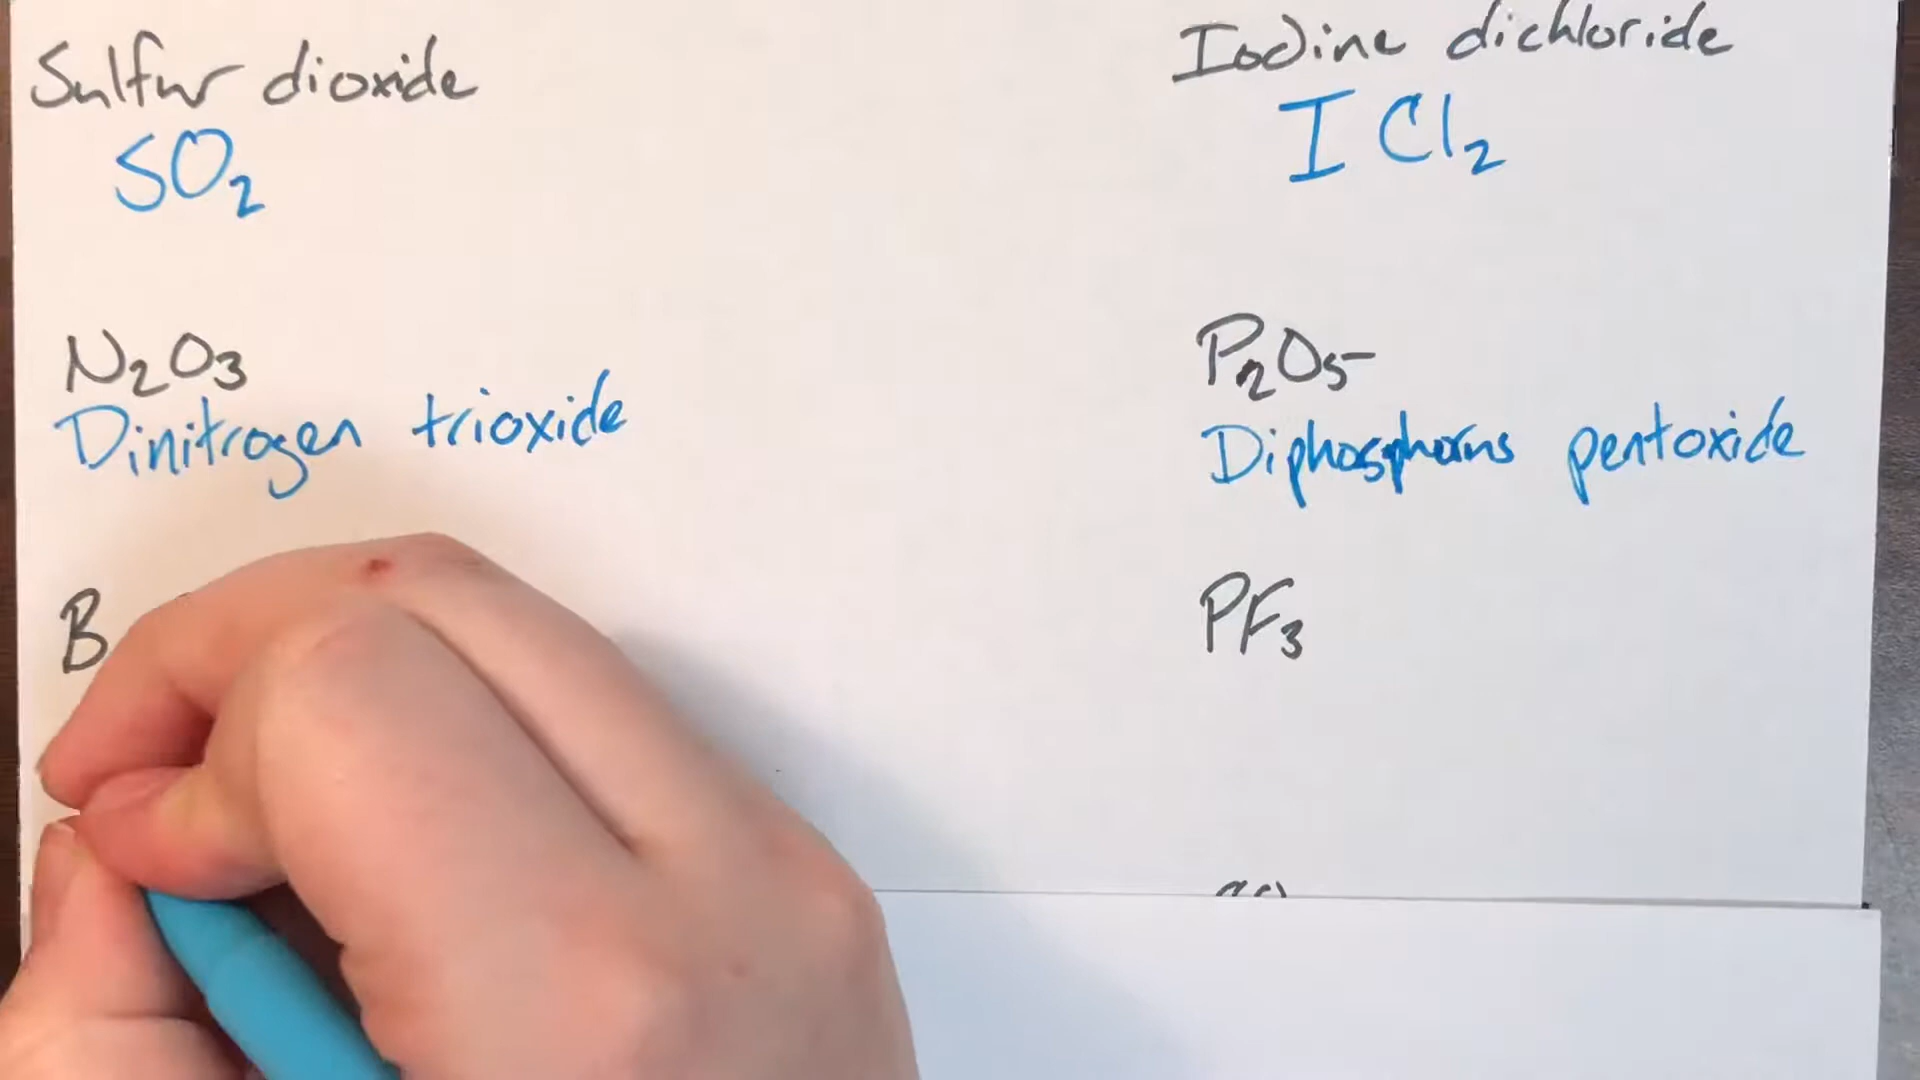 Sulfur dioxide
SO₂
Iodine dichloride
ICl₂
N₂O₃
Dinitrogen trioxide
P₂O₅
Diphosphorus pentoxide
B
PF₃